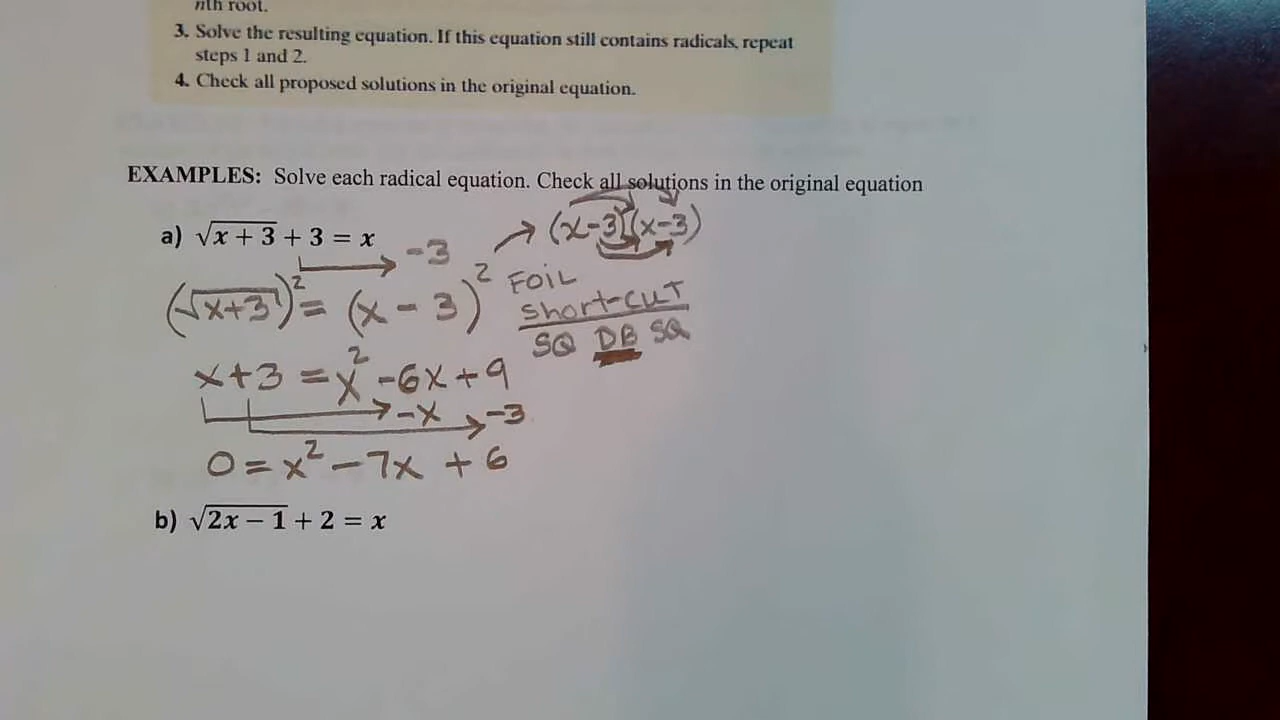 nth root.
3. Solve the resulting equation. If this equation still contains radicals, repeat
steps 1 and 2.
4. Check all proposed solutions in the original equation.
EXAMPLES: Solve each radical equation. Check all solutions in the original equation
a) √(x + 3) + 3 = x
-3
→ (x-3)(x-3)
(√(x+3))² = (x - 3)²
FOIL
Short-CUT
SQ DB SQ
x+3 = x² -6x+9
-x -3
0 = x² - 7x + 6
b) √(2x − 1) + 2 = x